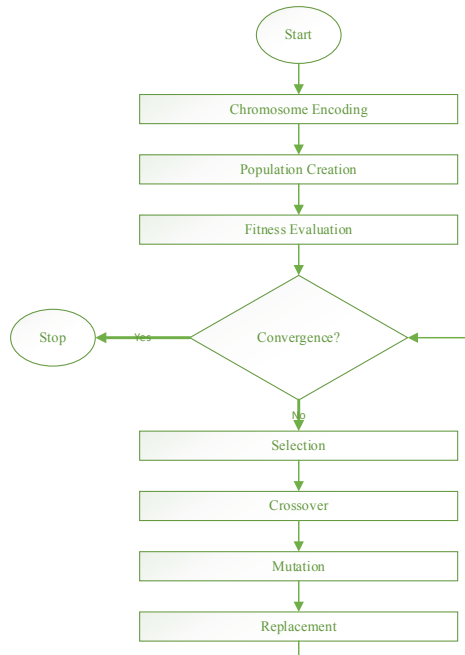 Start
Chromosome Encoding
Population Creation
Fitness Evaluation
Convergence?
Stop
Yes
No
Selection
Crossover
Mutation
Replacement